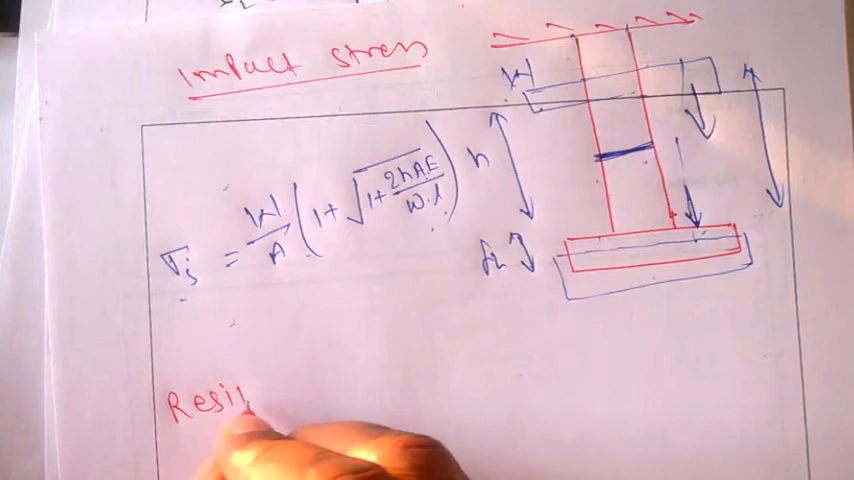 Impact stress
W
σi = W/A (1 + √(1 + 2hAE/W.l))
h
δl
Resil